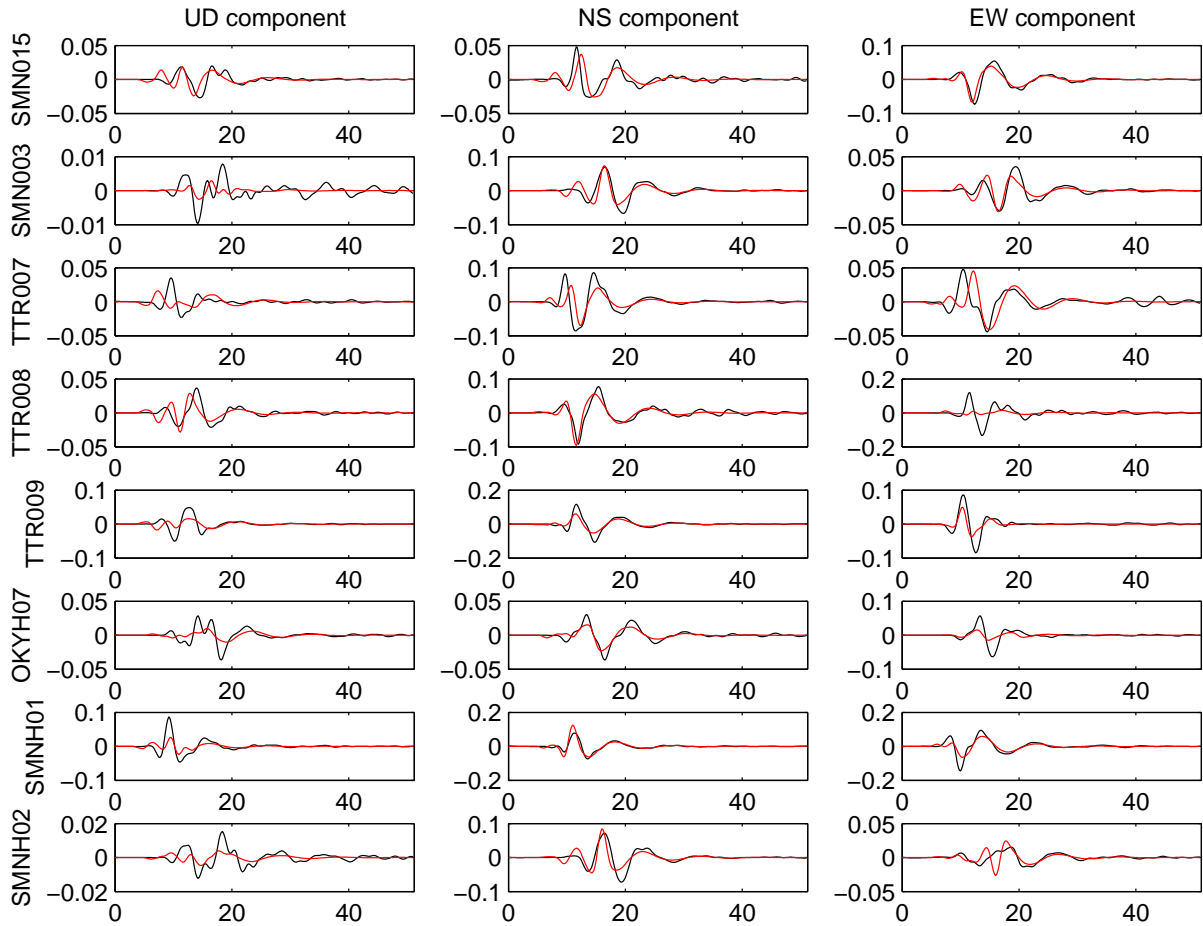 UD component NS component EW component
SMN015
0.05 0.05 0.1
0 0 0
−0.05 −0.05 −0.1
0 20 40 0 20 40 0 20 40
SMN003
0.01 0.1 0.05
0 0 0
−0.01 −0.1 −0.05
0 20 40 0 20 40 0 20 40
TTR007
0.05 0.1 0.05
0 0 0
−0.05 −0.1 −0.05
0 20 40 0 20 40 0 20 40
TTR008
0.05 0.1 0.2
0 0 0
−0.05 −0.1 −0.2
0 20 40 0 20 40 0 20 40
TTR009
0.1 0.2 0.1
0 0 0
−0.1 −0.2 −0.1
0 20 40 0 20 40 0 20 40
OKYH07
0.05 0.05 0.1
0 0 0
−0.05 −0.05 −0.1
0 20 40 0 20 40 0 20 40
SMNH01
0.1 0.2 0.2
0 0 0
−0.1 −0.2 −0.2
0 20 40 0 20 40 0 20 40
SMNH02
0.02 0.1 0.05
0 0 0
−0.02 −0.1 −0.05
0 20 40 0 20 40 0 20 40